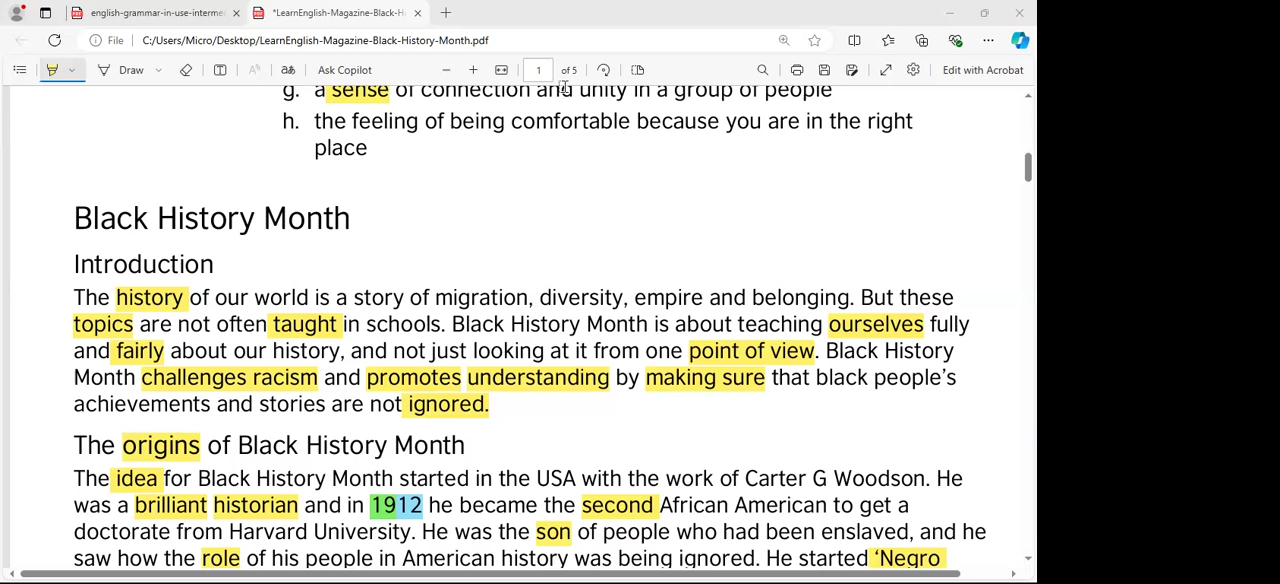 english-grammar-in-use-interme
*LearnEnglish-Magazine-Black-H
File C:/Users/Micro/Desktop/LearnEnglish-Magazine-Black-History-Month.pdf
Draw
aあ
Ask Copilot
1 of 5
Edit with Acrobat
g. a sense of connection and unity in a group of people
h. the feeling of being comfortable because you are in the right
place
Black History Month
Introduction
The history of our world is a story of migration, diversity, empire and belonging. But these
topics are not often taught in schools. Black History Month is about teaching ourselves fully
and fairly about our history, and not just looking at it from one point of view. Black History
Month challenges racism and promotes understanding by making sure that black people's
achievements and stories are not ignored.
The origins of Black History Month
The idea for Black History Month started in the USA with the work of Carter G Woodson. He
was a brilliant historian and in 1912 he became the second African American to get a
doctorate from Harvard University. He was the son of people who had been enslaved, and he
saw how the role of his people in American history was being ignored. He started 'Negro